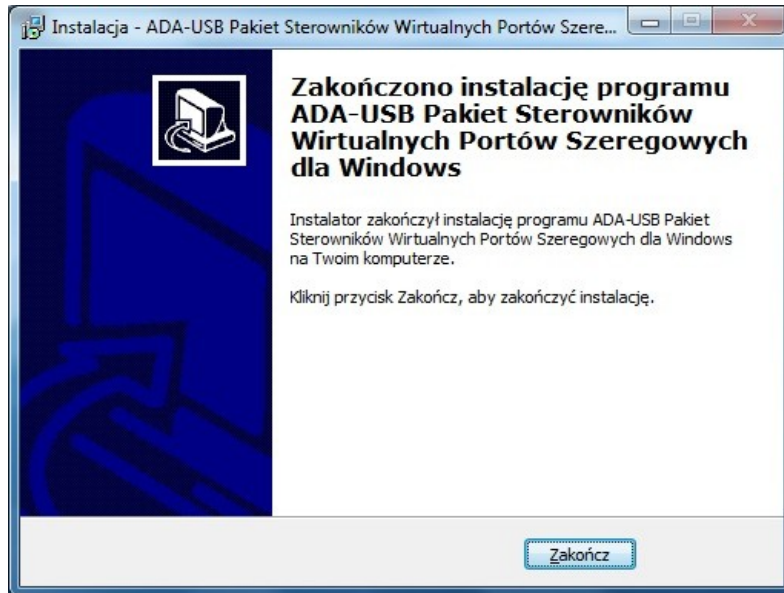 Instalacja - ADA-USB Pakiet Sterowników Wirtualnych Portów Szere...
Zakończono instalację programu
ADA-USB Pakiet Sterowników
Wirtualnych Portów Szeregowych
dla Windows
Instalator zakończył instalację programu ADA-USB Pakiet
Sterowników Wirtualnych Portów Szeregowych dla Windows
na Twoim komputerze.
Kliknij przycisk Zakończ, aby zakończyć instalację.
Zakończ